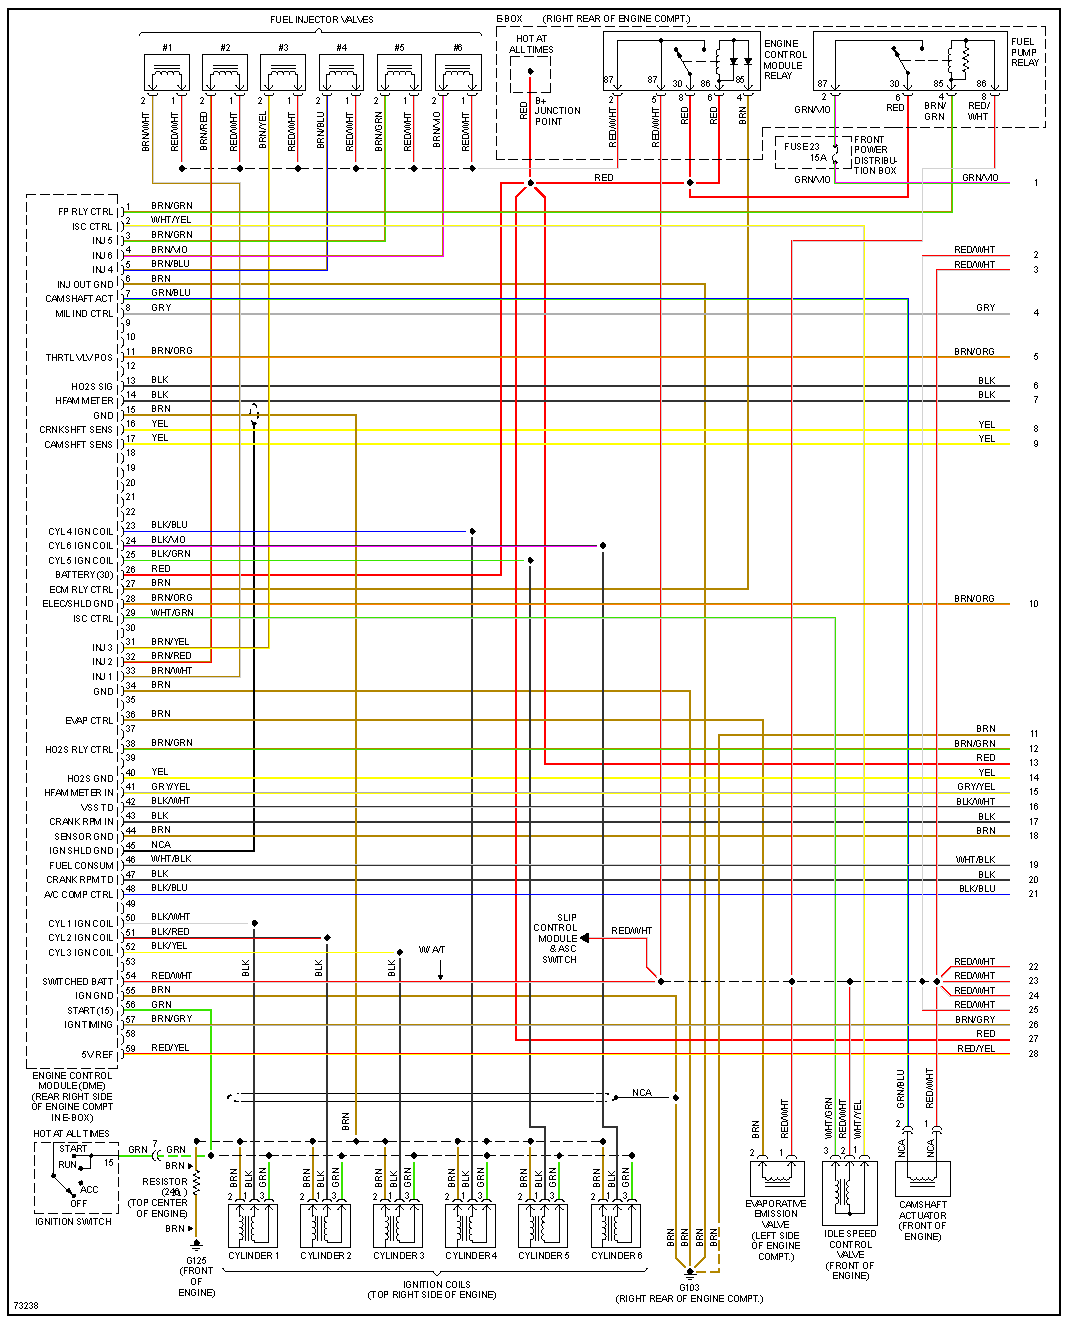 FUEL INJECTOR VALVES
E-BOX (RIGHT REAR OF ENGINE COMPT.)
#1 #2 #3 #4 #5 #6
HOT AT
ALL TIMES
RED
B+
JUNCTION
POINT
87 87 30 86 85
2 5 8 6 4
RED/WHT RED/WHT RED RED BRN
ENGINE
CONTROL
MODULE
RELAY
87 30 85 86
2 6 4 8
GRN/VIO RED BRN/
GRN RED/
WHT
FUEL
PUMP
RELAY
2 1 2 1 2 1 2 1 2 1 2 1
BRN/WHT RED/WHT BRN/RED RED/WHT BRN/YEL RED/WHT BRN/BLU RED/WHT BRN/GRN RED/WHT BRN/VIO RED/WHT
FUSE 23
15A
FRONT
POWER
DISTRIBU-
TION BOX
RED
GRN/VIO GRN/VIO 1
FP RLY CTRL 1 BRN/GRN
ISC CTRL 2 WHT/YEL
INJ 5 3 BRN/GRN
INJ 6 4 BRN/VIO RED/WHT 2
INJ 4 5 BRN/BLU RED/WHT 3
INJ OUT GND 6 BRN
CAMSHAFT ACT 7 GRN/BLU
MIL IND CTRL 8 GRY GRY 4
9
10
THRTL VLV POS 11 BRN/ORG BRN/ORG 5
12
HO2S SIG 13 BLK BLK 6
HFAM METER 14 BLK BLK 7
GND 15 BRN
CRNKSHFT SENS 16 YEL YEL 8
CAMSHFT SENS 17 YEL YEL 9
18
19
20
21
22
CYL 4 IGN COIL 23 BLK/BLU
CYL 6 IGN COIL 24 BLK/VIO
CYL 5 IGN COIL 25 BLK/GRN
BATTERY (30) 26 RED
ECM RLY CTRL 27 BRN
ELEC/SHLD GND 28 BRN/ORG BRN/ORG 10
ISC CTRL 29 WHT/GRN
30
INJ 3 31 BRN/YEL
INJ 2 32 BRN/RED
INJ 1 33 BRN/WHT
GND 34 BRN
35
EVAP CTRL 36 BRN
37 BRN 11
HO2S RLY CTRL 38 BRN/GRN BRN/GRN 12
39 RED 13
HO2S GND 40 YEL YEL 14
HFAM METER IN 41 GRY/YEL GRY/YEL 15
VSS TD 42 BLK/WHT BLK/WHT 16
CRANK RPM IN 43 BLK BLK 17
SENSOR GND 44 BRN BRN 18
IGN SHLD GND 45 NCA
FUEL CONSUM 46 WHT/BLK WHT/BLK 19
CRANK RPM TD 47 BLK BLK 20
A/C COMP CTRL 48 BLK/BLU BLK/BLU 21
49
CYL 1 IGN COIL 50 BLK/WHT
CYL 2 IGN COIL 51 BLK/RED
CYL 3 IGN COIL 52 BLK/YEL
53
SWITCHED BATT 54 RED/WHT
IGN GND 55 BRN
START (15) 56 GRN
IGN TIMING 57 BRN/GRY BRN/GRY 26
58 RED 27
5V REF 59 RED/YEL RED/YEL 28
SLIP
CONTROL
MODULE
& ASC
SWITCH
RED/WHT
BLK BLK BLK
W/ A/T
RED/WHT 22
RED/WHT 23
RED/WHT 24
RED/WHT 25
ENGINE CONTROL
MODULE (DME)
(REAR RIGHT SIDE
OF ENGINE COMPT
IN E-BOX)
NCA
BRN
HOT AT ALL TIMES
START
RUN
ACC
OFF
15
IGNITION SWITCH
GRN 7 GRN
BRN
RESISTOR
(TOP CENTER
OF ENGINE)
BRN
G125
(FRONT
OF
ENGINE)
BRN BLK GRN BRN BLK GRN BRN BLK GRN BRN BLK GRN BRN BLK GRN BRN BLK GRN
2 1 3 2 1 3 2 1 3 2 1 3 2 1 3 2 1 3
CYLINDER 1 CYLINDER 2 CYLINDER 3 CYLINDER 4 CYLINDER 5 CYLINDER 6
IGNITION COILS
(TOP RIGHT SIDE OF ENGINE)
BRN BRN BRN BRN
G103
(RIGHT REAR OF ENGINE COMPT.)
BRN RED/WHT
2 1
EVAPORATIVE
EMISSION
VALVE
(LEFT SIDE
OF ENGINE
COMPT.)
WHT/GRN RED/WHT WHT/YEL
3 2 1
IDLE SPEED
CONTROL
VALVE
(FRONT OF
ENGINE)
GRN/BLU RED/WHT
2 1
NCA NCA
CAMSHAFT
ACTUATOR
(FRONT OF
ENGINE)
73238